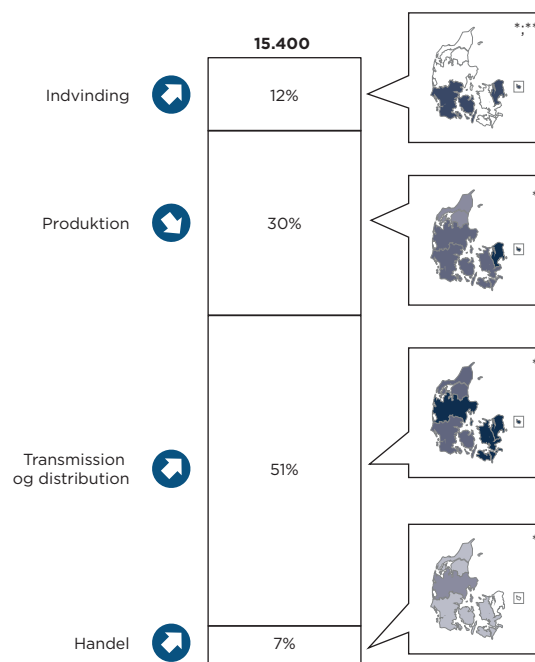 15.400
*;**
Indvinding
12%
*
Produktion
30%
*
Transmission
og distribution
51%
*
Handel
7%